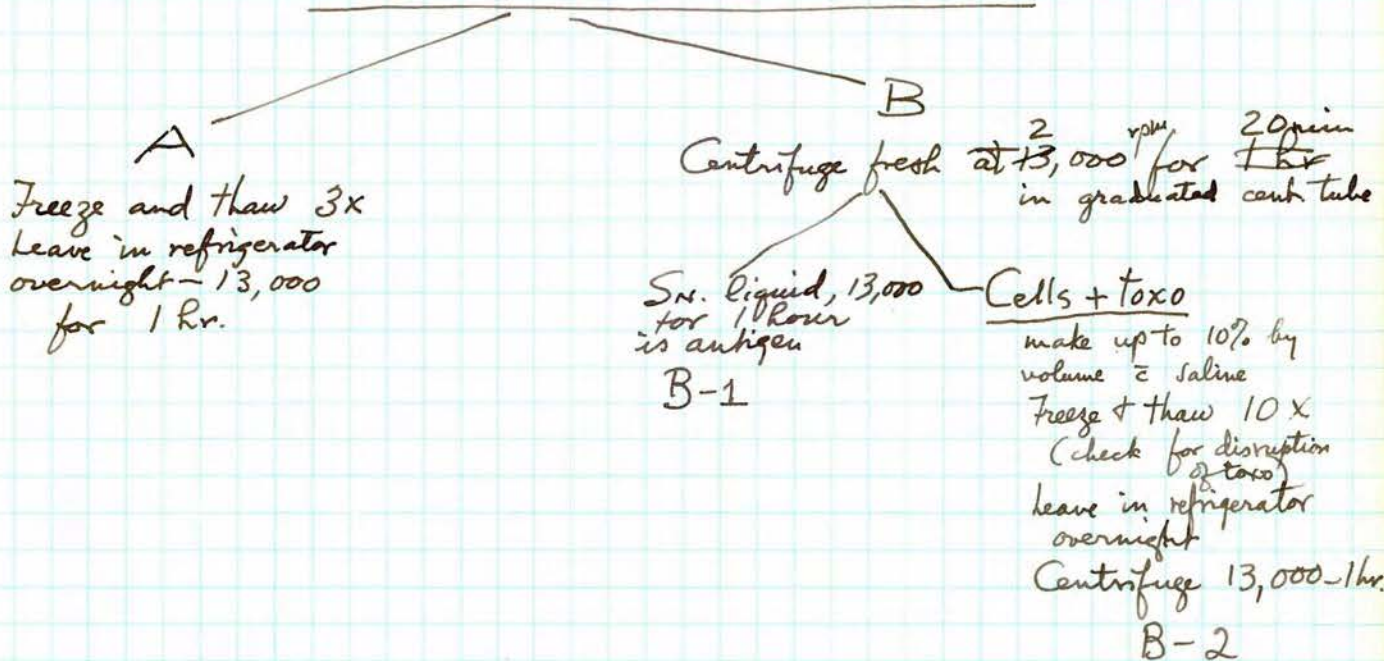 A
Freeze and thaw 3x
Leave in refrigerator
overnight – 13,000
for 1 hr.
B
Centrifuge fresh at 2,000 rpm for 20 min
in graduated cent. tube
Sn. liquid, 13,000
for 1 hour
is antigen
B-1
Cells + toxo
make up to 10% by
volume c̄ saline
Freeze & thaw 10 x
(check for disruption
of toxo)
Leave in refrigerator
overnight
Centrifuge 13,000 – 1 hr.
B-2